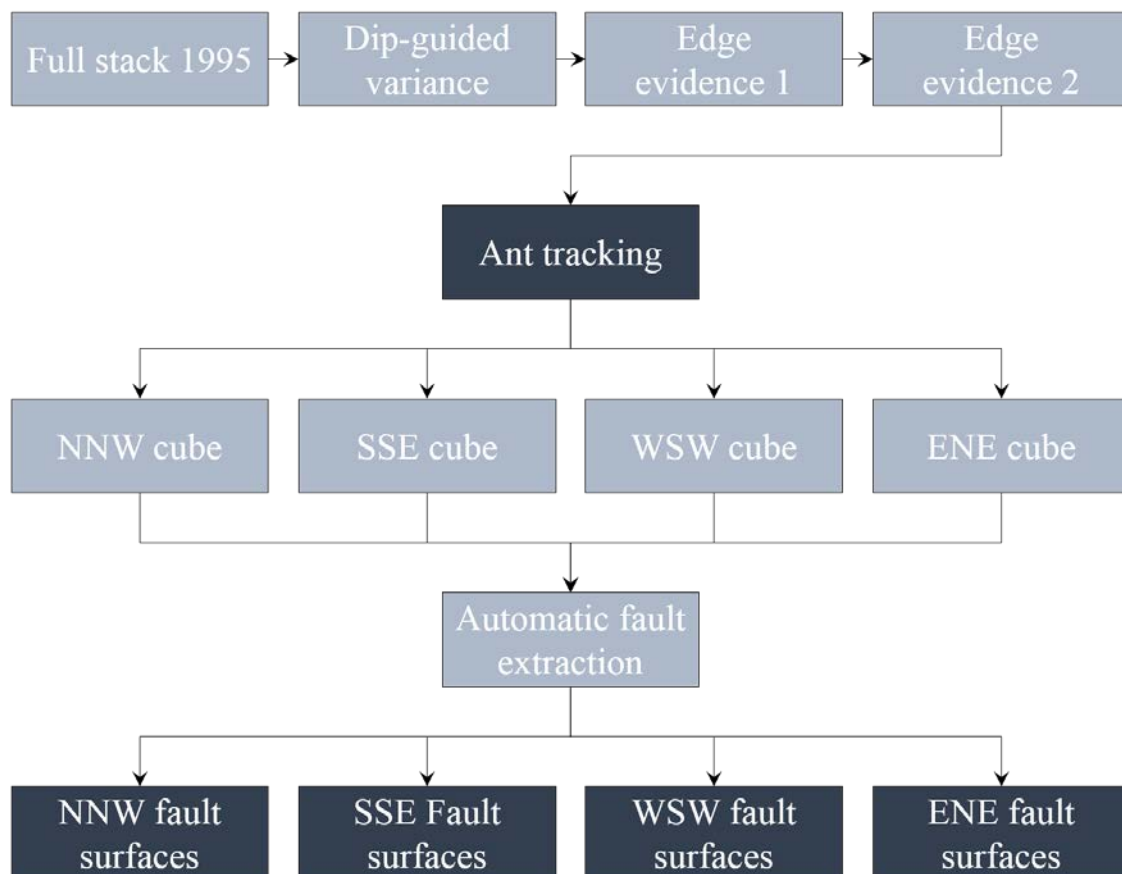 Full stack 1995
Dip-guided
variance
Edge
evidence 1
Edge
evidence 2
Ant tracking
NNW cube
SSE cube
WSW cube
ENE cube
Automatic fault
extraction
NNW fault
surfaces
SSE Fault
surfaces
WSW fault
surfaces
ENE fault
surfaces